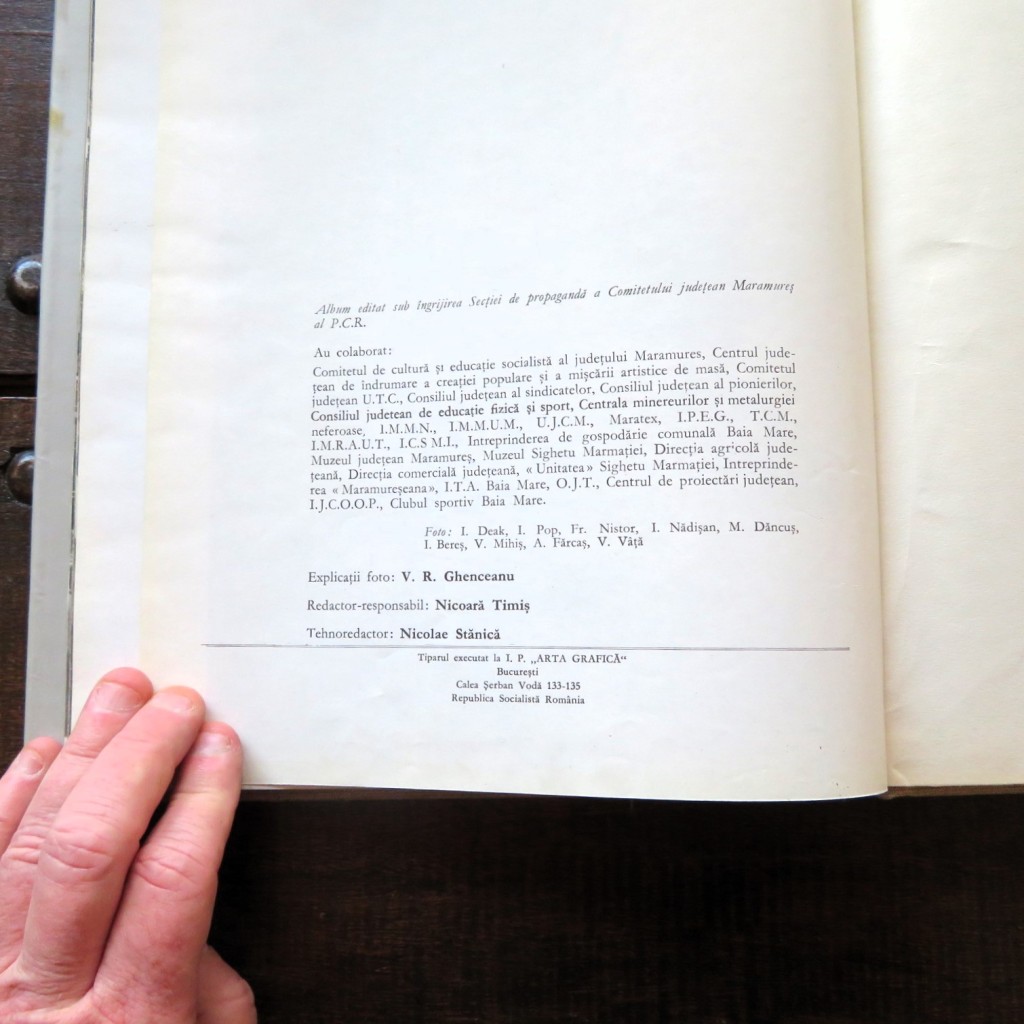 Album editat sub îngrijirea Secției de propagandă a Comitetului județean Maramureș
al P.C.R.
Au colaborat:
Comitetul de cultură și educație socialistă al județului Maramures, Centrul jude-
țean de îndrumare a creației populare și a mișcării artistice de masă, Comitetul
județean U.T.C., Consiliul județean al sindicatelor, Consiliul județean al pionierilor,
Consiliul judetean de educație fizică și sport, Centrala minereurilor și metalurgiei
neferoase, I.M.M.N., I.M.M.U.M., U.J.C.M., Maratex, I.P.E.G., T.C.M.,
I.M.R.A.U.T., I.C.S M.I., Intreprinderea de gospodărie comunală Baia Mare,
Muzeul județean Maramureș, Muzeul Sighetu Marmației, Direcția agricolă jude-
țeană, Direcția comercială județeană, «Unitatea» Sighetu Marmației, Intreprinde-
rea «Maramureșeana», I.T.A. Baia Mare, O.J.T., Centrul de proiectări județean,
I.J.C.O.O.P., Clubul sportiv Baia Mare.
Foto: I. Deak, I. Pop, Fr. Nistor, I. Nădișan, M. Dăncuș,
I. Bereș, V. Mihiș, A. Fărcaș, V. Vâță
Explicații foto: V. R. Ghenceanu
Redactor-responsabil: Nicoară Timiș
Tehnoredactor: Nicolae Stănică
Tiparul executat la I. P. „ARTA GRAFICĂ“
București
Calea Șerban Vodă 133-135
Republica Socialistă România